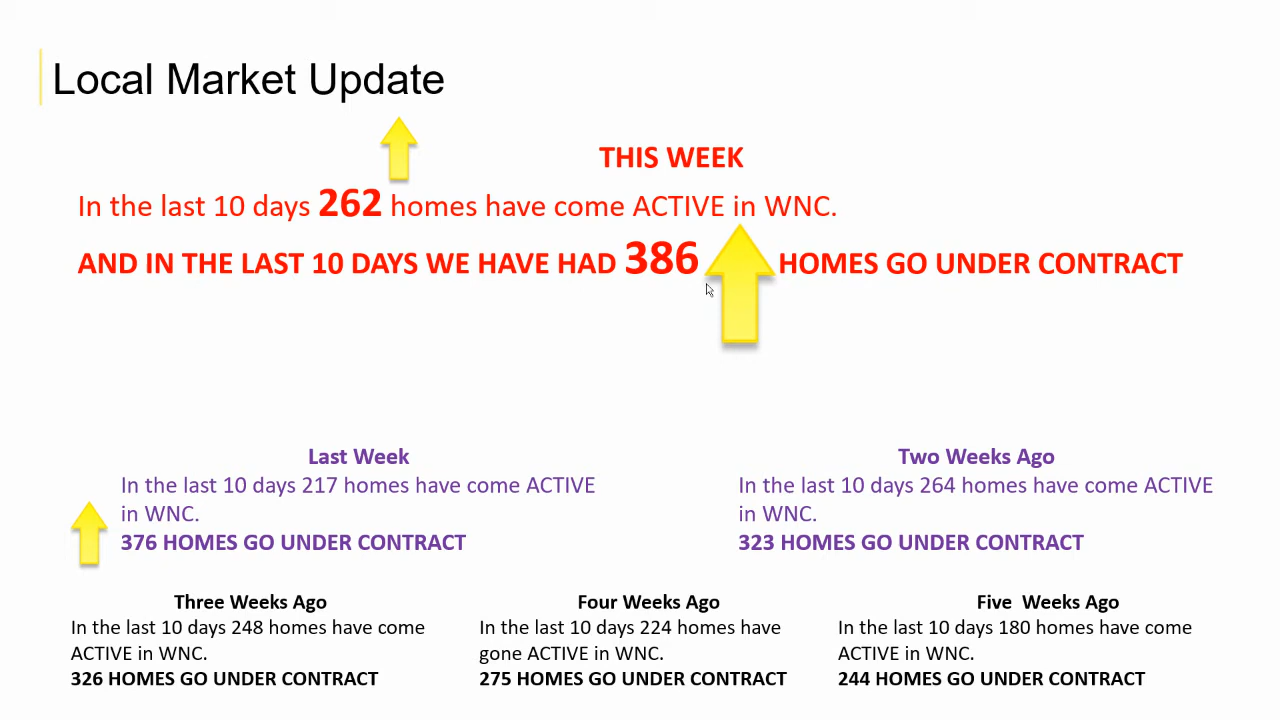 Local Market Update
THIS WEEK
In the last 10 days 262 homes have come ACTIVE in WNC.
AND IN THE LAST 10 DAYS WE HAVE HAD 386 HOMES GO UNDER CONTRACT
Last Week
In the last 10 days 217 homes have come ACTIVE
in WNC.
376 HOMES GO UNDER CONTRACT
Two Weeks Ago
In the last 10 days 264 homes have come ACTIVE
in WNC.
323 HOMES GO UNDER CONTRACT
Three Weeks Ago
In the last 10 days 248 homes have come
ACTIVE in WNC.
326 HOMES GO UNDER CONTRACT
Four Weeks Ago
In the last 10 days 224 homes have
gone ACTIVE in WNC.
275 HOMES GO UNDER CONTRACT
Five  Weeks Ago
In the last 10 days 180 homes have come
ACTIVE in WNC.
244 HOMES GO UNDER CONTRACT